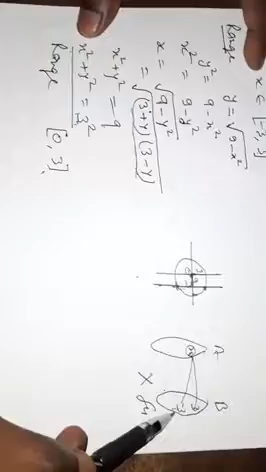 x ∈ [-3, 3]
Range
y = √9-x²
y² = 9 - x²
x² = 9 - y²
x = √9-y²
= √(3+y)(3-y)
x² + y² = 9
x² + y² = 3²
Range [0, 3]
A B
X fn